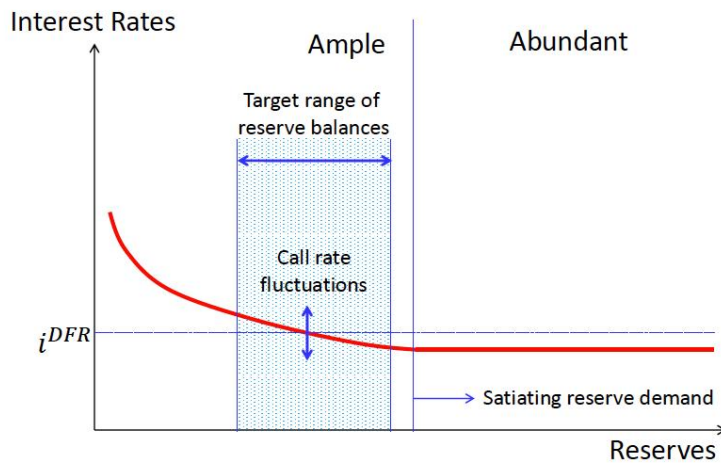 Interest Rates
Ample
Abundant
Target range of
reserve balances
Call rate
fluctuations
i^{DFR}
Satiating reserve demand
Reserves